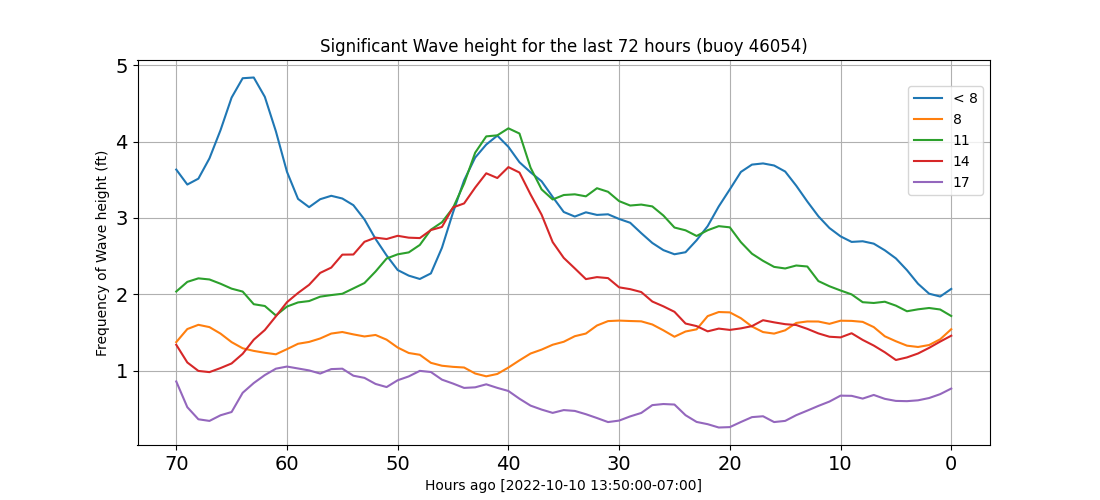 Significant Wave height for the last 72 hours (buoy 46054)
Frequency of Wave height (ft)
5
4
3
2
1
< 8
8
11
14
17
70 60 50 40 30 20 10 0
Hours ago [2022-10-10 13:50:00-07:00]